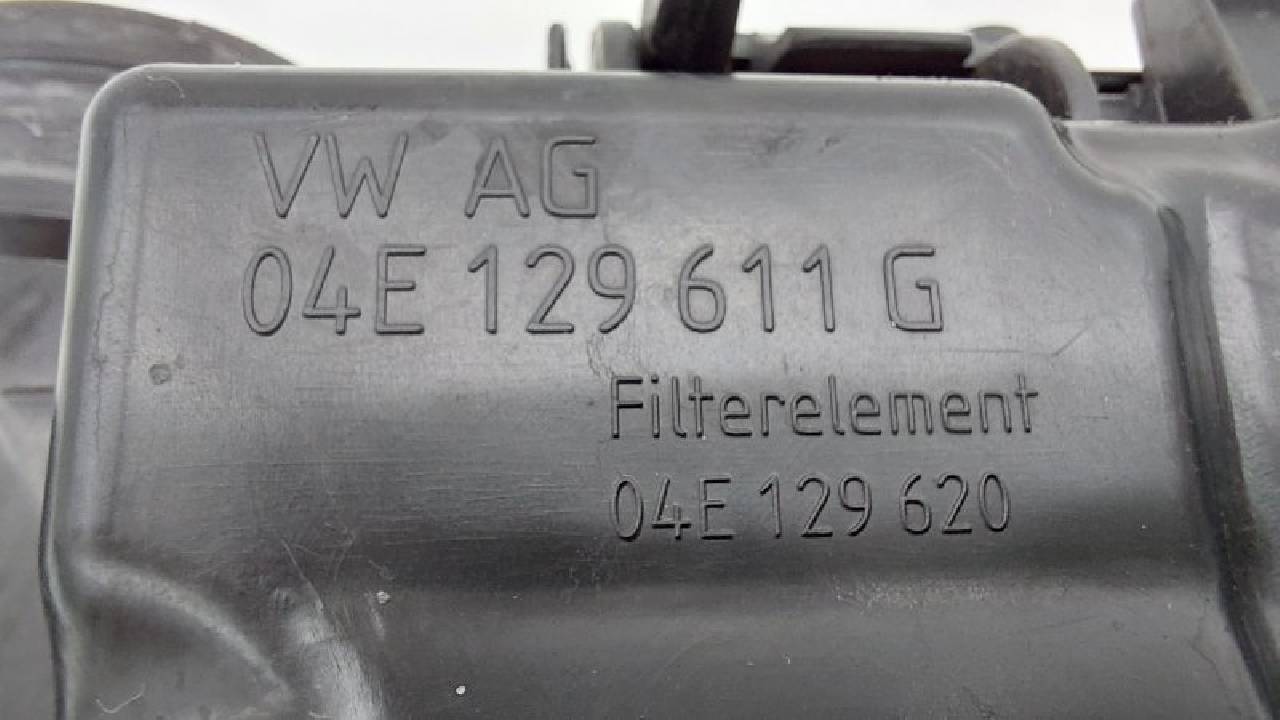 VW AG
04E 129 611 G
Filterelement
04E 129 620